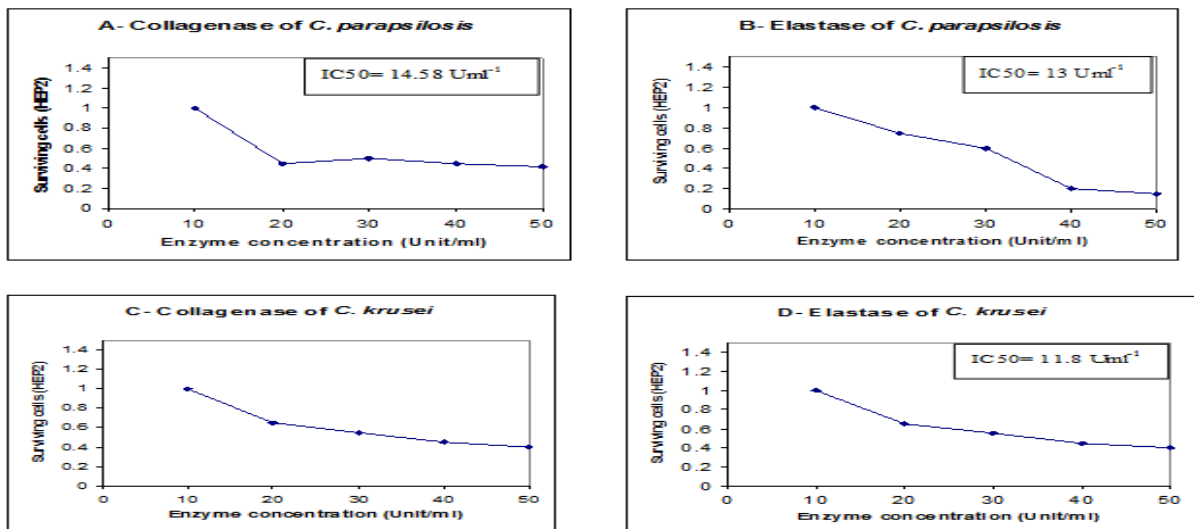 A- Collagenase of C. parapsilosis
IC50= 14.58 Uml-1
Surviving cells (HEP2)
1.4
1.2
1
0.8
0.6
0.4
0.2
0
0 10 20 30 40 50
Enzyme concentration (Unit/ml)
B- Elastase of C. parapsilosis
IC50= 13 Uml-1
Surviving cells (HEP2)
1.4
1.2
1
0.8
0.6
0.4
0.2
0
0 10 20 30 40 50
Enzyme concentration (Unit/ml)
C- Collagenase of C. krusei
Surviving cells (HEP2)
1.4
1.2
1
0.8
0.6
0.4
0.2
0
0 10 20 30 40 50
Enzyme concentration (Unit/ml)
D- Elastase of C. krusei
IC50= 11.8 Uml-1
Surviving cells (HEP2)
1.4
1.2
1
0.8
0.6
0.4
0.2
0
0 10 20 30 40 50
Enzyme concentration (Unit/ml)